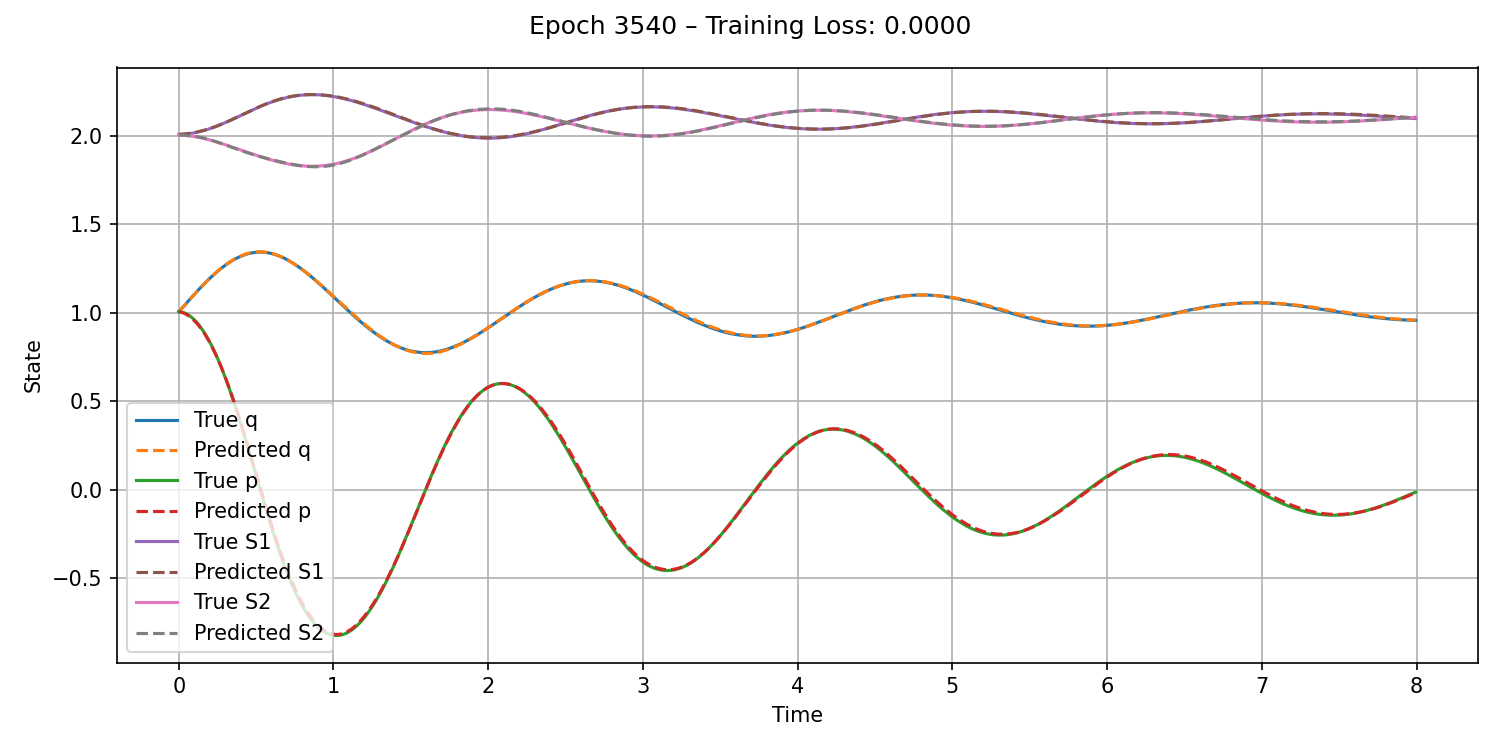 Epoch 3540 – Training Loss: 0.0000
State
2.0
1.5
1.0
0.5
0.0
−0.5
True q
Predicted q
True p
Predicted p
True S1
Predicted S1
True S2
Predicted S2
0 1 2 3 4 5 6 7 8
Time